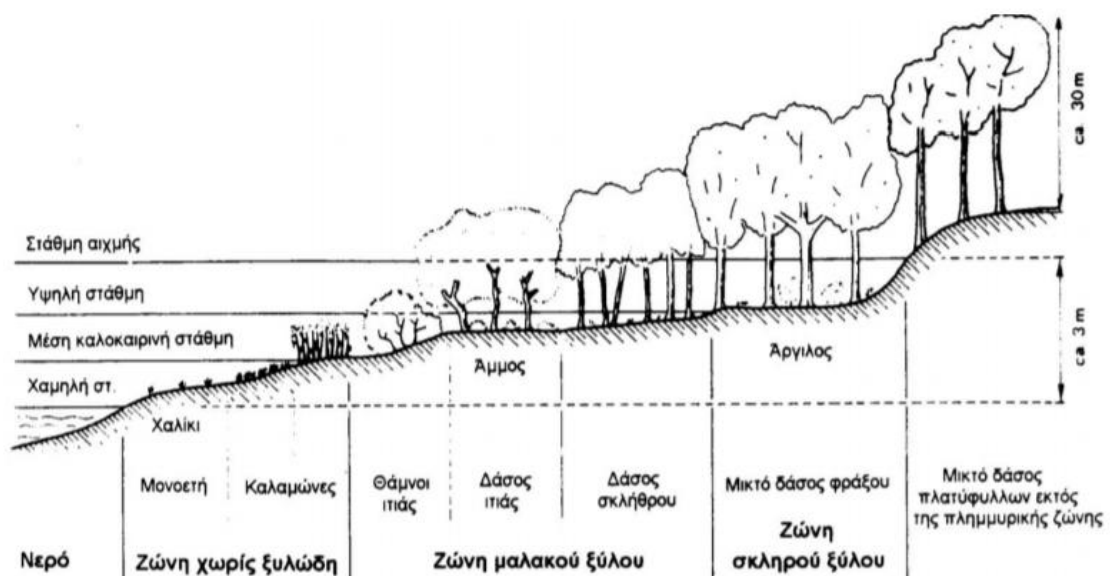 ca. 30 m
Στάθμη αιχμής
Υψηλή στάθμη
Μέση καλοκαιρινή στάθμη
Χαμηλή στ.
ca. 3 m
Άμμος
Άργιλος
Χαλίκι
Μονοετή
Καλαμώνες
Θάμνοι
ιτιάς
Δάσος
ιτιάς
Δάσος
σκλήθρου
Μικτό δάσος φράξου
Μικτό δάσος
πλατύφυλλων εκτός
της πλημμυρικής ζώνης
Νερό
Ζώνη χωρίς ξυλώδη
Ζώνη μαλακού ξύλου
Ζώνη
σκληρού ξύλου